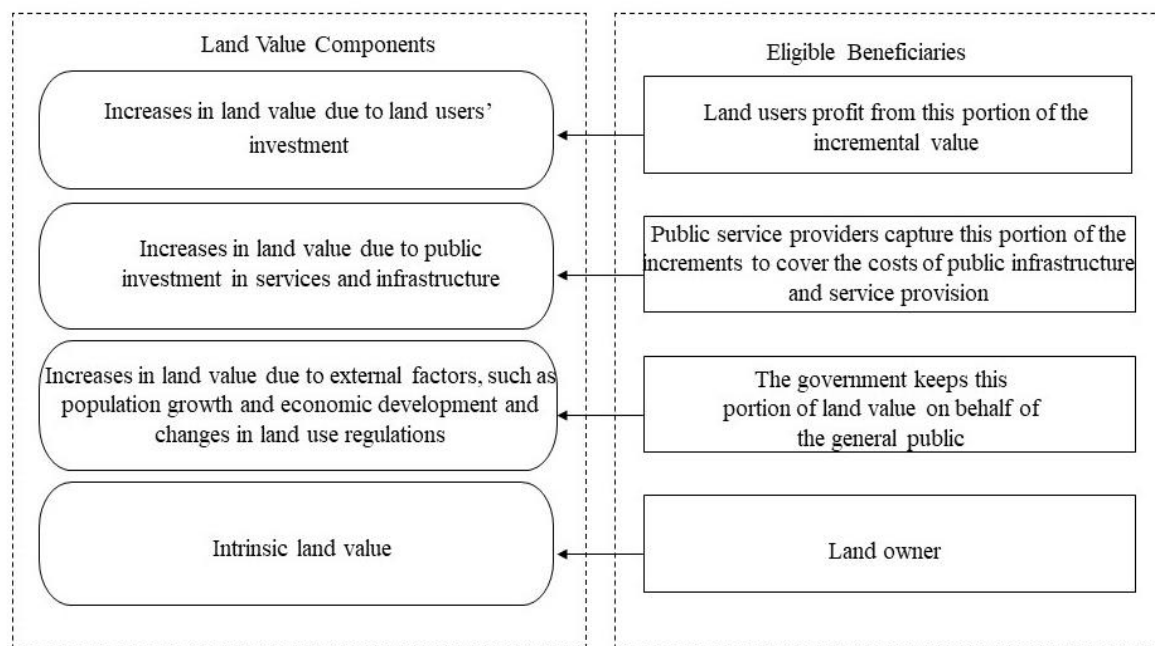 Land Value Components
Increases in land value due to land users’
investment
Increases in land value due to public
investment in services and infrastructure
Increases in land value due to external factors, such as
population growth and economic development and
changes in land use regulations
Intrinsic land value
Eligible Beneficiaries
Land users profit from this portion of the
incremental value
Public service providers capture this portion of the
increments to cover the costs of public infrastructure
and service provision
The government keeps this
portion of land value on behalf of
the general public
Land owner